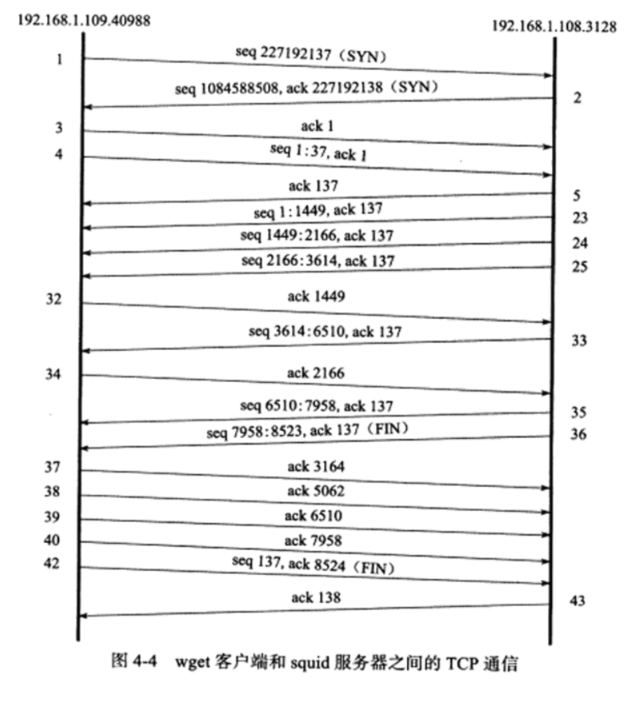 192.168.1.109.40988
192.168.1.108.3128
1
seq 227192137（SYN）
seq 1084588508, ack 227192138（SYN）
2
3
ack 1
4
seq 1:37, ack 1
ack 137
5
seq 1:1449, ack 137
23
seq 1449:2166, ack 137
24
seq 2166:3614, ack 137
25
32
ack 1449
seq 3614:6510, ack 137
33
34
ack 2166
seq 6510:7958, ack 137
35
seq 7958:8523, ack 137（FIN）
36
37
ack 3164
38
ack 5062
39
ack 6510
40
ack 7958
42
seq 137, ack 8524（FIN）
ack 138
43
图 4-4 wget 客户端和 squid 服务器之间的 TCP 通信